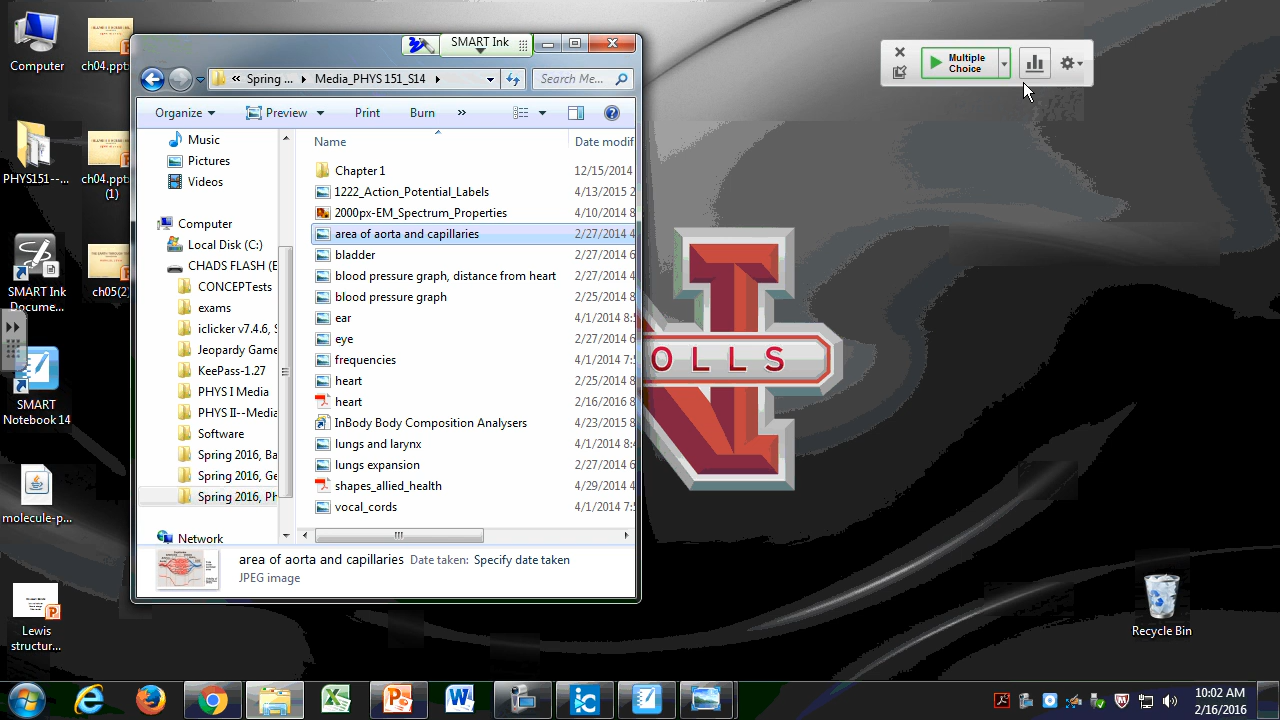 Computer
ch04.ppt:
PHYS151--...
ch04.ppt:
(1)
SMART Ink
Docume...
ch05(2)
SMART
Notebook 14
molecule-p...
Lewis
structur...
SMART Ink
Spring ...
Media_PHYS 151_S14
Search Me...
Organize
Preview
Print
Burn
»
Music
Pictures
Videos
Computer
Local Disk (C:)
CHADS FLASH (E
CONCEPTests
exams
iclicker v7.4.6, S
Jeopardy Game
KeePass-1.27
PHYS I Media
PHYS II--Media
Software
Spring 2016, Ba
Spring 2016, Ge
Spring 2016, Ph
Network
Name
Date modif
Chapter 1
12/15/2014
1222_Action_Potential_Labels
4/13/2015 2
2000px-EM_Spectrum_Properties
4/10/2014 8
area of aorta and capillaries
2/27/2014 4
bladder
2/27/2014 6
blood pressure graph, distance from heart
2/27/2014 4
blood pressure graph
2/25/2014 8
ear
4/1/2014 8:5
eye
2/27/2014 6
frequencies
4/1/2014 7:5
heart
2/25/2014 8
heart
2/16/2016 8
InBody Body Composition Analysers
4/23/2015 8
lungs and larynx
4/1/2014 8:4
lungs expansion
2/27/2014 6
shapes_allied_health
4/29/2014 4
vocal_cords
4/1/2014 7:5
area of aorta and capillaries Date taken: Specify date taken
JPEG image
Multiple
Choice
OLLS
Recycle Bin
10:02 AM
2/16/2016